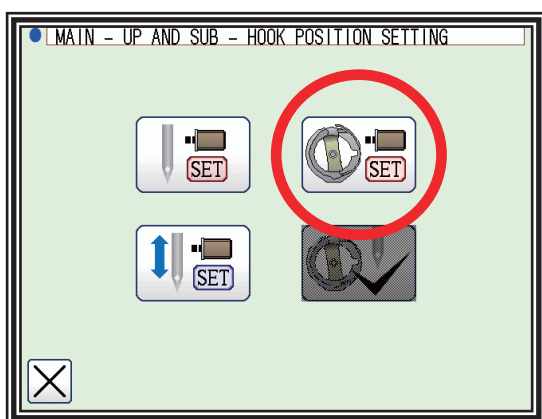 MAIN – UP AND SUB – HOOK POSITION SETTING
SET
SET
SET